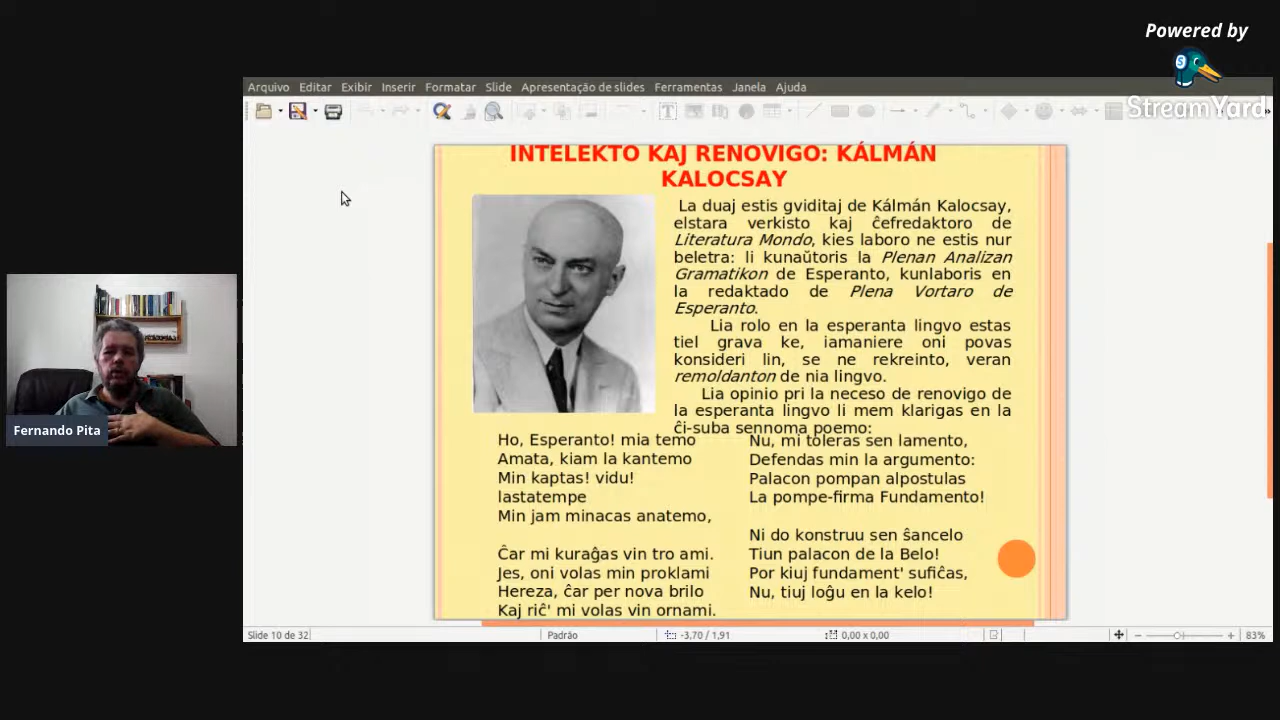 Powered by
StreamYard
Arquivo Editar Exibir Inserir Formatar Slide Apresentação de slides Ferramentas Janela Ajuda
INTELEKTO KAJ RENOVIGO: KÁLMÁN
KALOCSAY
La duaj estis gviditaj de Kálmán Kalocsay,
elstara verkisto kaj ĉefredaktoro de
Literatura Mondo, kies laboro ne estis nur
beletra: li kunaŭtoris la Plenan Analizan
Gramatikon de Esperanto, kunlaboris en
la redaktado de Plena Vortaro de
Esperanto.
Lia rolo en la esperanta lingvo estas
tiel grava ke, iamaniere oni povas
konsideri lin, se ne rekreinto, veran
remoldanton de nia lingvo.
Lia opinio pri la neceso de renovigo de
la esperanta lingvo li mem klarigas en la
ĉi-suba sennoma poemo:
Ho, Esperanto! mia temo
Amata, kiam la kantemo
Min kaptas! vidu!
lastatempe
Min jam minacas anatemo,
Ĉar mi kuraĝas vin tro ami.
Jes, oni volas min proklami
Hereza, ĉar per nova brilo
Kaj riĉ' mi volas vin ornami.
Nu, mi toleras sen lamento,
Defendas min la argumento:
Palacon pompan alpostulas
La pompe-firma Fundamento!
Ni do konstruu sen ŝancelo
Tiun palacon de la Belo!
Por kiuj fundament' sufiĉas,
Nu, tiuj loĝu en la kelo!
Fernando Pita
Slide 10 de 32 Padrão -3,70 / 1,91 0,00 x 0,00 83%